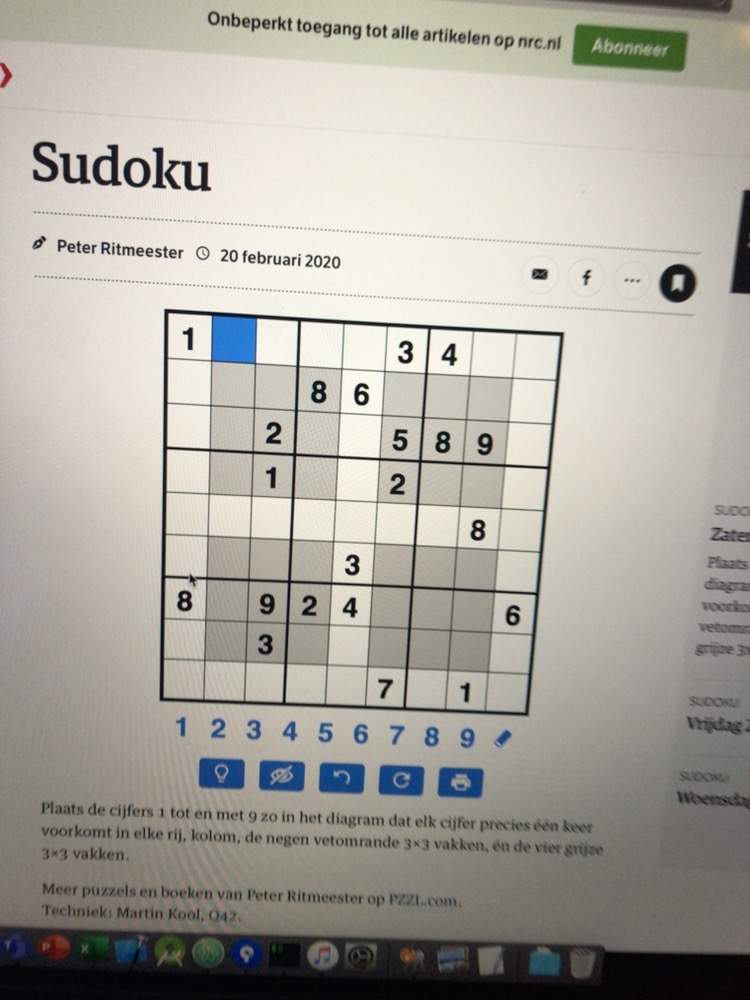 Onbeperkt toegang tot alle artikelen op nrc.nl
Abonneer
Sudoku
Peter Ritmeester 20 februari 2020
1 3 4
8 6
2 5 8 9
1 2
8
3
8 9 2 4 6
3
7 1
1 2 3 4 5 6 7 8 9
Plaats de cijfers 1 tot en met 9 zo in het diagram dat elk cijfer precies één keer
voorkomt in elke rij, kolom, de negen vetomrande 3×3 vakken, én de vier grijze
3×3 vakken.
Meer puzzels en boeken van Peter Ritmeester op PZZL.com.
Techniek: Martin Kool, Q42.
SUDO
Zater
Plaats
diagra
voorko
vetomr
grijze 3×
SUDOKU
Vrijdag 2
SUDOKU
Woensda